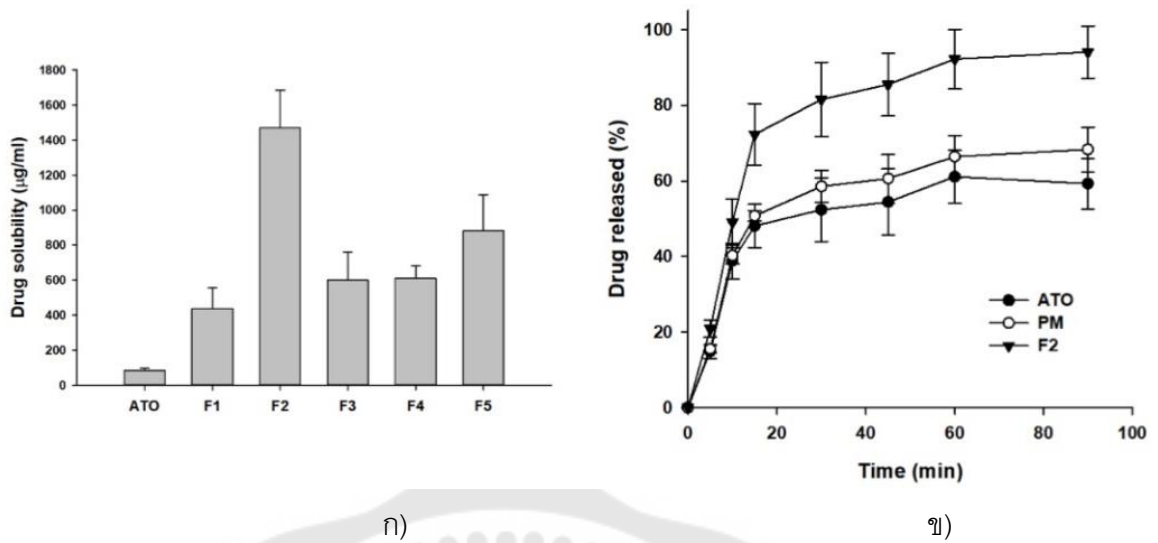 Drug solubility (µg/ml)
1800
1600
1400
1200
1000
800
600
400
200
0
ATO F1 F2 F3 F4 F5
Drug released (%)
100
80
60
40
20
0
ATO
PM
F2
0 20 40 60 80 100
Time (min)
ก) ข)